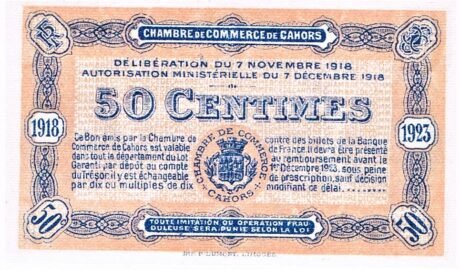 CHAMBRE DE COMMERCE DE CAHORS
DÉLIBÉRATION DU 7 NOVEMBRE 1918
AUTORISATION MINISTÉRIELLE DU 7 DÉCEMBRE 1918
50 CENTIMES
1918
1923
Ce Bon émis par la Chambre de
Commerce de Cahors est valable
dans tout le département du Lot
Garanti par dépôt au compte
du Trésor, il y est échangeable
par dix ou multiples de dix
CHAMBRE DE COMMERCE
CAHORS
contre des billets de la Banque
de France. Il devra être présenté
au remboursement avant le
1er Décembre 1923, sous peine
de prescription, sauf décision
modifiant ce délai.
50
50
TOUTE IMITATION OU OPÉRATION FRAU
DULEUSE SERA PUNIE SELON LA LOI